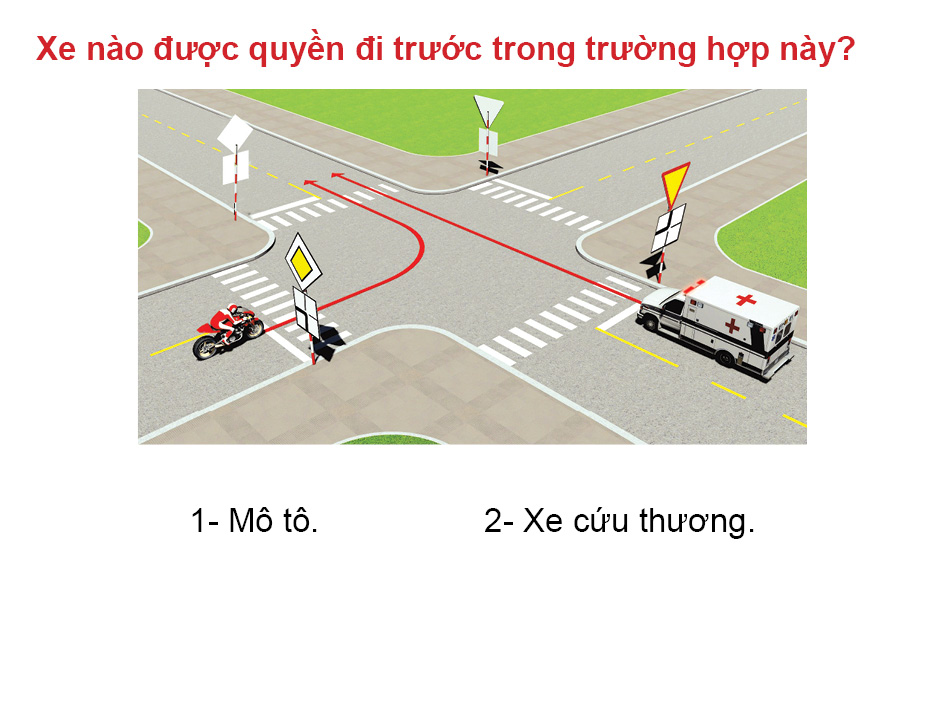 Xe nào được quyền đi trước trong trường hợp này?
1- Mô tô. 2- Xe cứu thương.